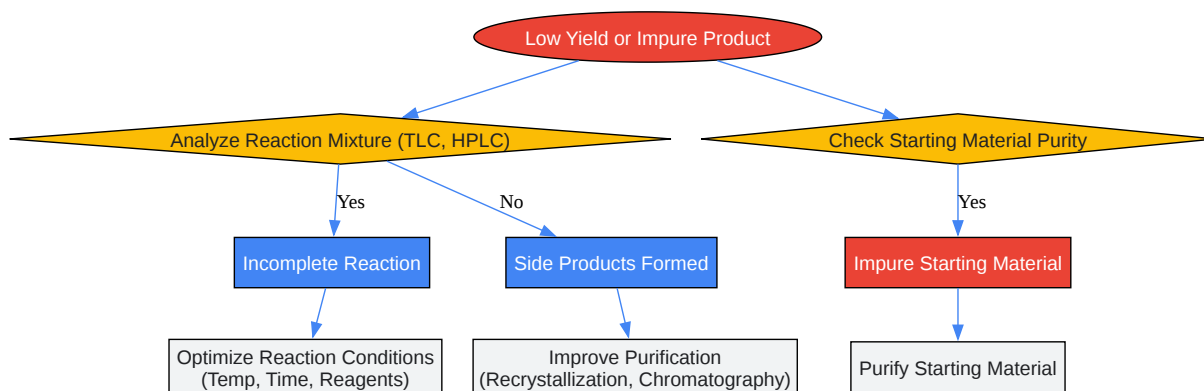 Low Yield or Impure Product
Analyze Reaction Mixture (TLC, HPLC)
Check Starting Material Purity
Yes
No
Yes
Incomplete Reaction
Side Products Formed
Impure Starting Material
Optimize Reaction Conditions
(Temp, Time, Reagents)
Improve Purification
(Recrystallization, Chromatography)
Purify Starting Material